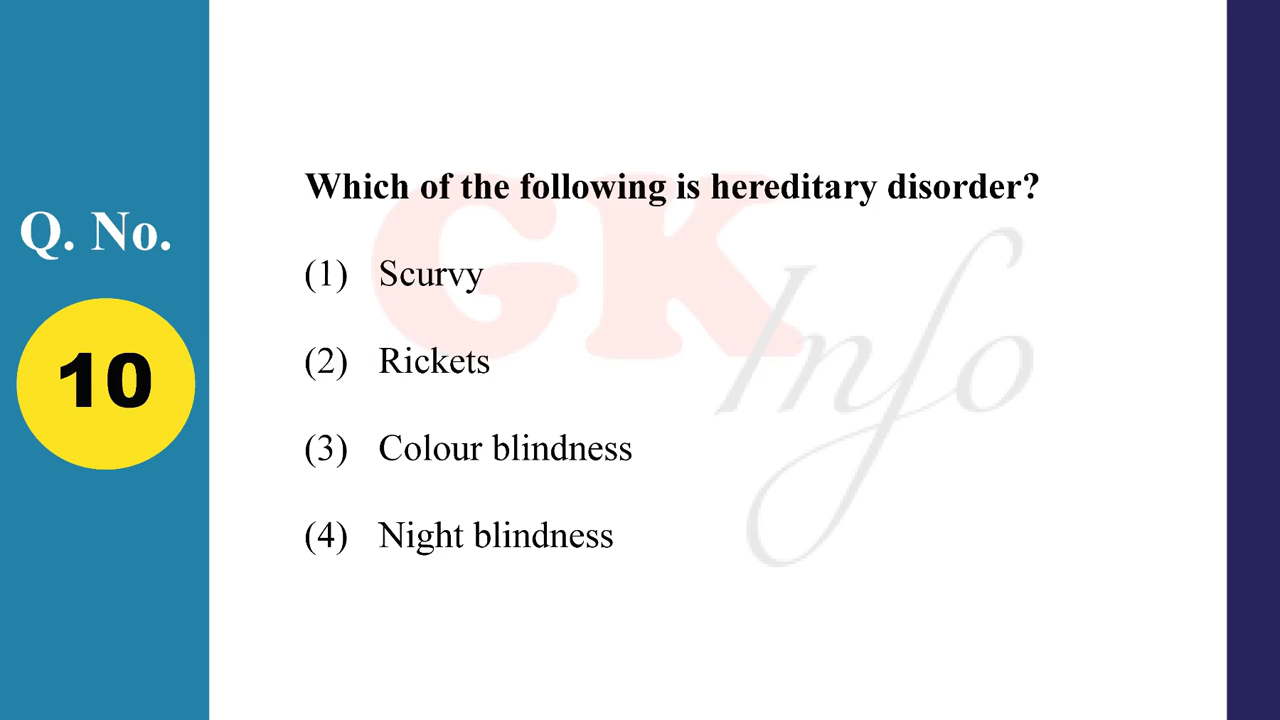 Q. No.
10
Which of the following is hereditary disorder?
(1) Scurvy
(2) Rickets
(3) Colour blindness
(4) Night blindness
GK
Info